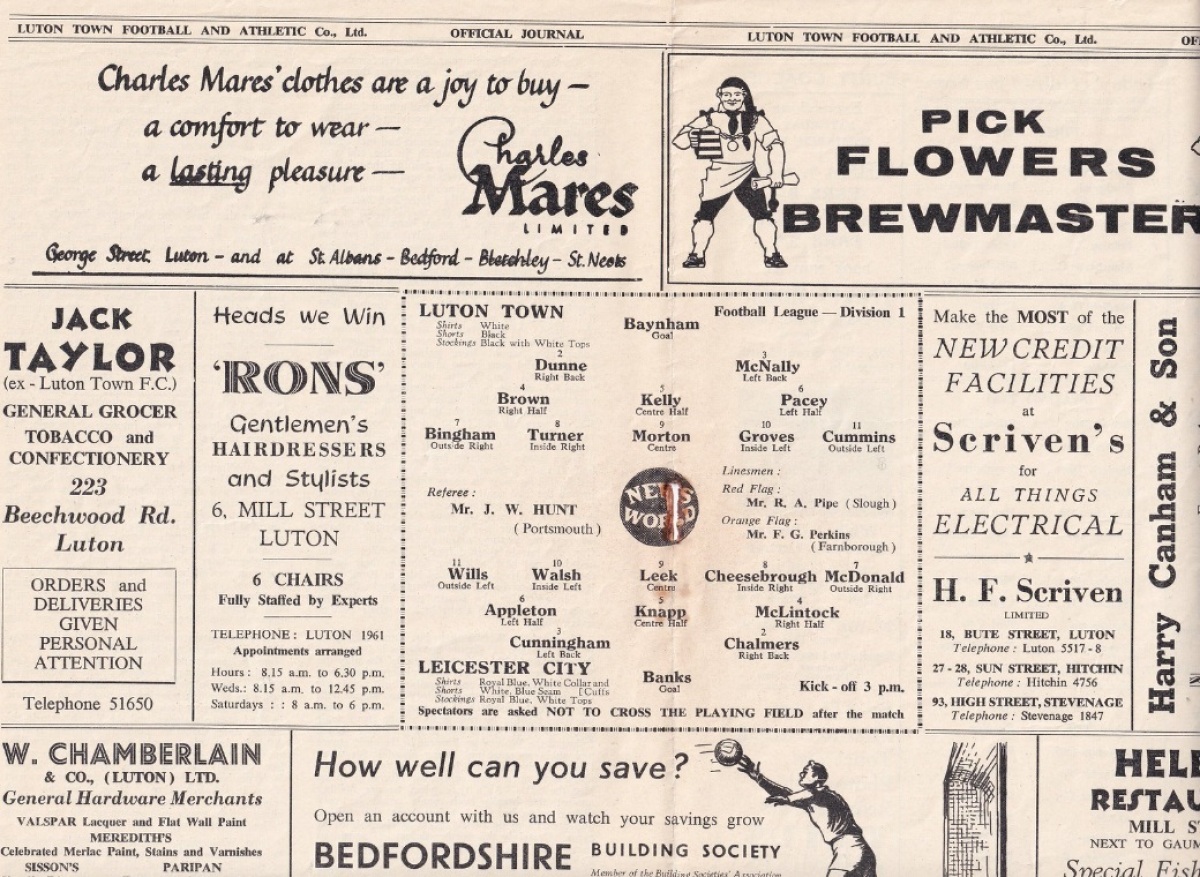 LUTON TOWN FOOTBALL AND ATHLETIC Co., Ltd. OFFICIAL JOURNAL
LUTON TOWN FOOTBALL AND ATHLETIC Co., Ltd.
Charles Mares' clothes are a joy to buy —
a comfort to wear —
a lasting pleasure —
Charles
Mares
LIMITED
George Street, Luton - and at St. Albans - Bedford - Bletchley - St. Neots
PICK
FLOWERS
BREWMASTER
JACK
TAYLOR
(ex - Luton Town F.C.)
GENERAL GROCER
TOBACCO and
CONFECTIONERY
223
Beechwood Rd.
Luton
ORDERS and
DELIVERIES
GIVEN
PERSONAL
ATTENTION
Telephone 51650
Heads we Win
'RONS'
Gentlemen's
HAIRDRESSERS
and Stylists
6, MILL STREET
LUTON
6 CHAIRS
Fully Staffed by Experts
TELEPHONE: LUTON 1961
Appointments arranged
Hours : 8.15 a.m. to 6.30 p.m.
Weds.: 8.15 a.m. to 12.45 p.m.
Saturdays : : 8 a.m. to 6 p.m.
LUTON TOWN
Football League — Division 1
Shirts White
Shorts Black
Stockings Black with White Tops
Baynham
Goal
2 3
Dunne McNally
Right Back Left Back
4 5 6
Brown Kelly Pacey
Right Half Centre Half Left Half
7 8 9 10 11
Bingham Turner Morton Groves Cummins
Outside Right Inside Right Inside Left Outside Left
Referee :
Mr. J. W. HUNT
(Portsmouth)
NEWS
WORLD
Linesmen :
Red Flag :
Mr. R. A. Pipe (Slough)
Orange Flag :
Mr. F. G. Perkins
(Farnborough)
11 10 9 8 7
Wills Walsh Leek Cheesebrough McDonald
Outside Left Inside Left Centre Inside Right Outside Right
6 5 4
Appleton Knapp McLintock
Left Half Centre Half Right Half
3 2
Cunningham Chalmers
Left Back Right Back
LEICESTER CITY
Banks
Goal
Shirts Royal Blue, White Collar and
Shorts White, Blue Seam [Cuffs
Stockings Royal Blue, White Tops
Kick - off 3 p.m.
Spectators are asked NOT TO CROSS THE PLAYING FIELD after the match
Make the MOST of the
NEW CREDIT
FACILITIES
at
Scriven's
for
ALL THINGS
ELECTRICAL
H. F. Scriven
LIMITED
18, BUTE STREET, LUTON
Telephone : Luton 5517 - 8
27 - 28, SUN STREET, HITCHIN
Telephone : Hitchin 4756
93, HIGH STREET, STEVENAGE
Telephone : Stevenage 1847
Harry Canham & Son
W. CHAMBERLAIN
& CO., (LUTON) LTD.
General Hardware Merchants
VALSPAR Lacquer and Flat Wall Paint
MEREDITH'S
Celebrated Merlac Paint, Stains and Varnishes
SISSON'S PARIPAN
How well can you save?
Open an account with us and watch your savings grow
BEDFORDSHIRE BUILDING SOCIETY
Member of the Building Societies' Association
HELE
RESTAU
MILL S
NEXT TO GAUM
Special Fis